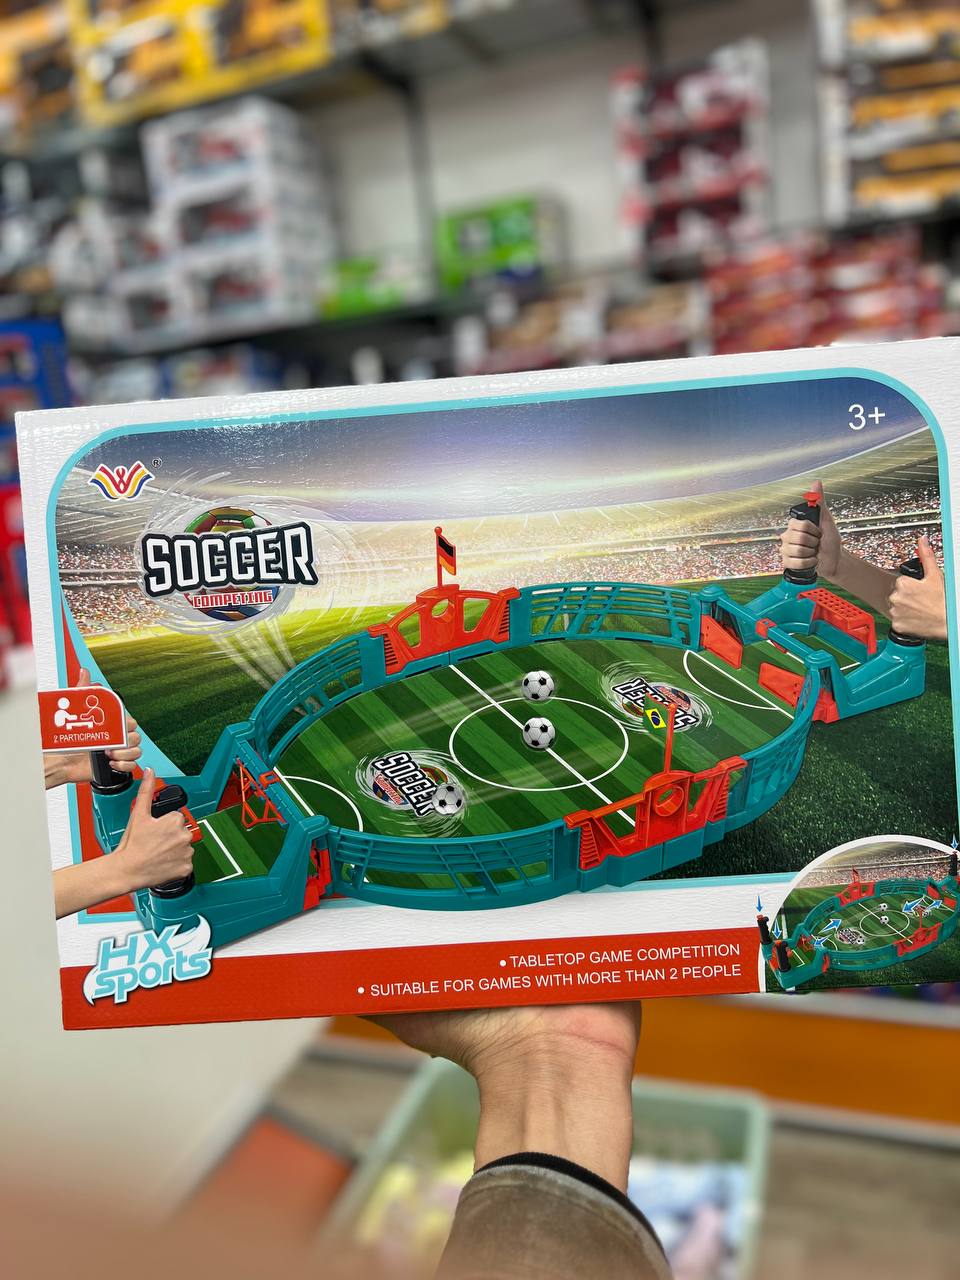 3+
W®
SOCCER
COMPETING
2 PARTICIPANTS
SOCCER
SOCCER
HX
sports
• TABLETOP GAME COMPETITION
• SUITABLE FOR GAMES WITH MORE THAN 2 PEOPLE